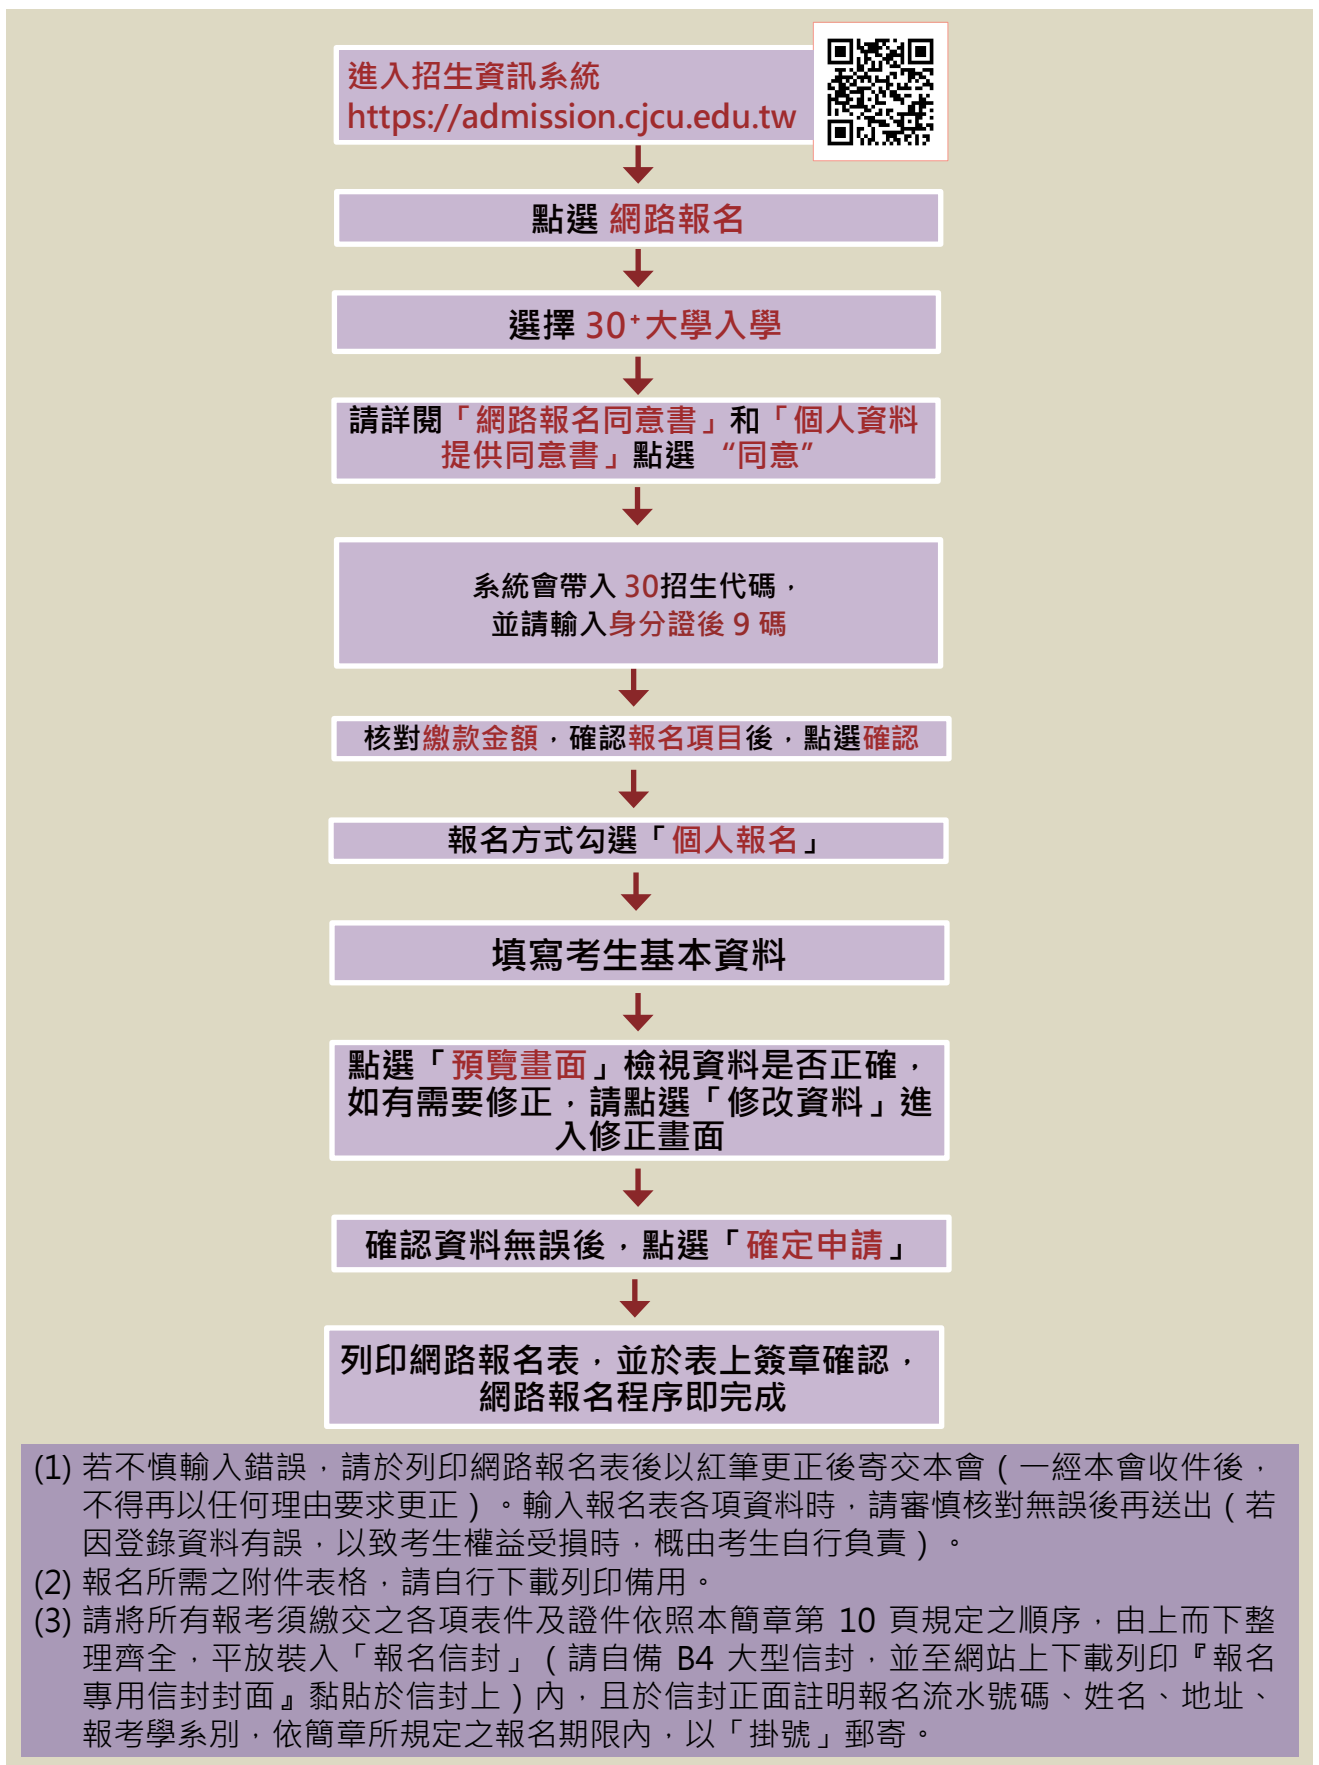 進入招生資訊系統
https://admission.cjcu.edu.tw
點選 網路報名
選擇 30⁺大學入學
請詳閱「網路報名同意書」和「個人資料
提供同意書」點選 “同意”
系統會帶入 30招生代碼，
並請輸入身分證後 9 碼
核對繳款金額，確認報名項目後，點選確認
報名方式勾選「個人報名」
填寫考生基本資料
點選「預覽畫面」檢視資料是否正確，
如有需要修正，請點選「修改資料」進
入修正畫面
確認資料無誤後，點選「確定申請」
列印網路報名表，並於表上簽章確認，
網路報名程序即完成
(1) 若不慎輸入錯誤，請於列印網路報名表後以紅筆更正後寄交本會（一經本會收件後，
不得再以任何理由要求更正）。輸入報名表各項資料時，請審慎核對無誤後再送出（若
因登錄資料有誤，以致考生權益受損時，概由考生自行負責）。
(2) 報名所需之附件表格，請自行下載列印備用。
(3) 請將所有報考須繳交之各項表件及證件依照本簡章第 10 頁規定之順序，由上而下整
理齊全，平放裝入「報名信封」（請自備 B4 大型信封，並至網站上下載列印『報名
專用信封封面』黏貼於信封上）內，且於信封正面註明報名流水號碼、姓名、地址、
報考學系別，依簡章所規定之報名期限內，以「掛號」郵寄。